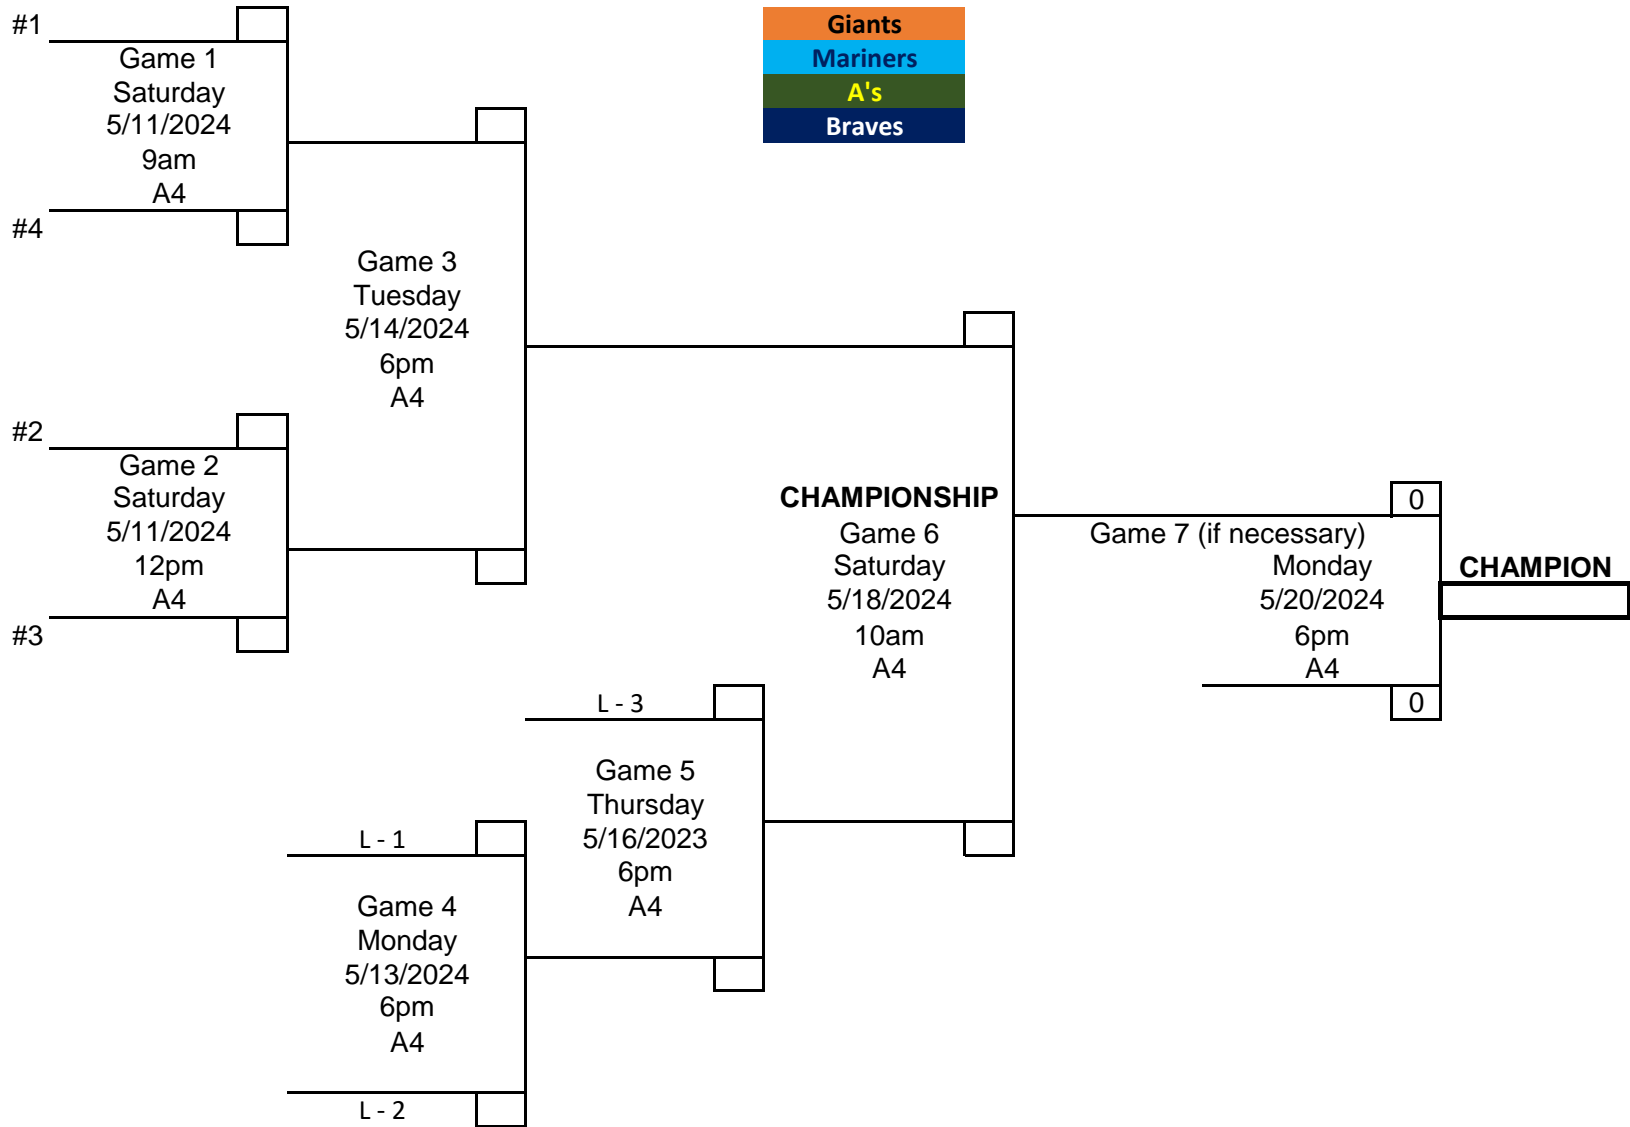 #1
Game 1
Saturday
5/11/2024
9am
A4
#4
Giants
Mariners
A's
Braves
Game 3
Tuesday
5/14/2024
6pm
A4
#2
Game 2
Saturday
5/11/2024
12pm
A4
#3
CHAMPIONSHIP
Game 6
Saturday
5/18/2024
10am
A4
0
Game 7 (if necessary)
Monday
5/20/2024
6pm
A4
0
CHAMPION
L - 3
Game 5
Thursday
5/16/2023
6pm
A4
L - 1
Game 4
Monday
5/13/2024
6pm
A4
L - 2